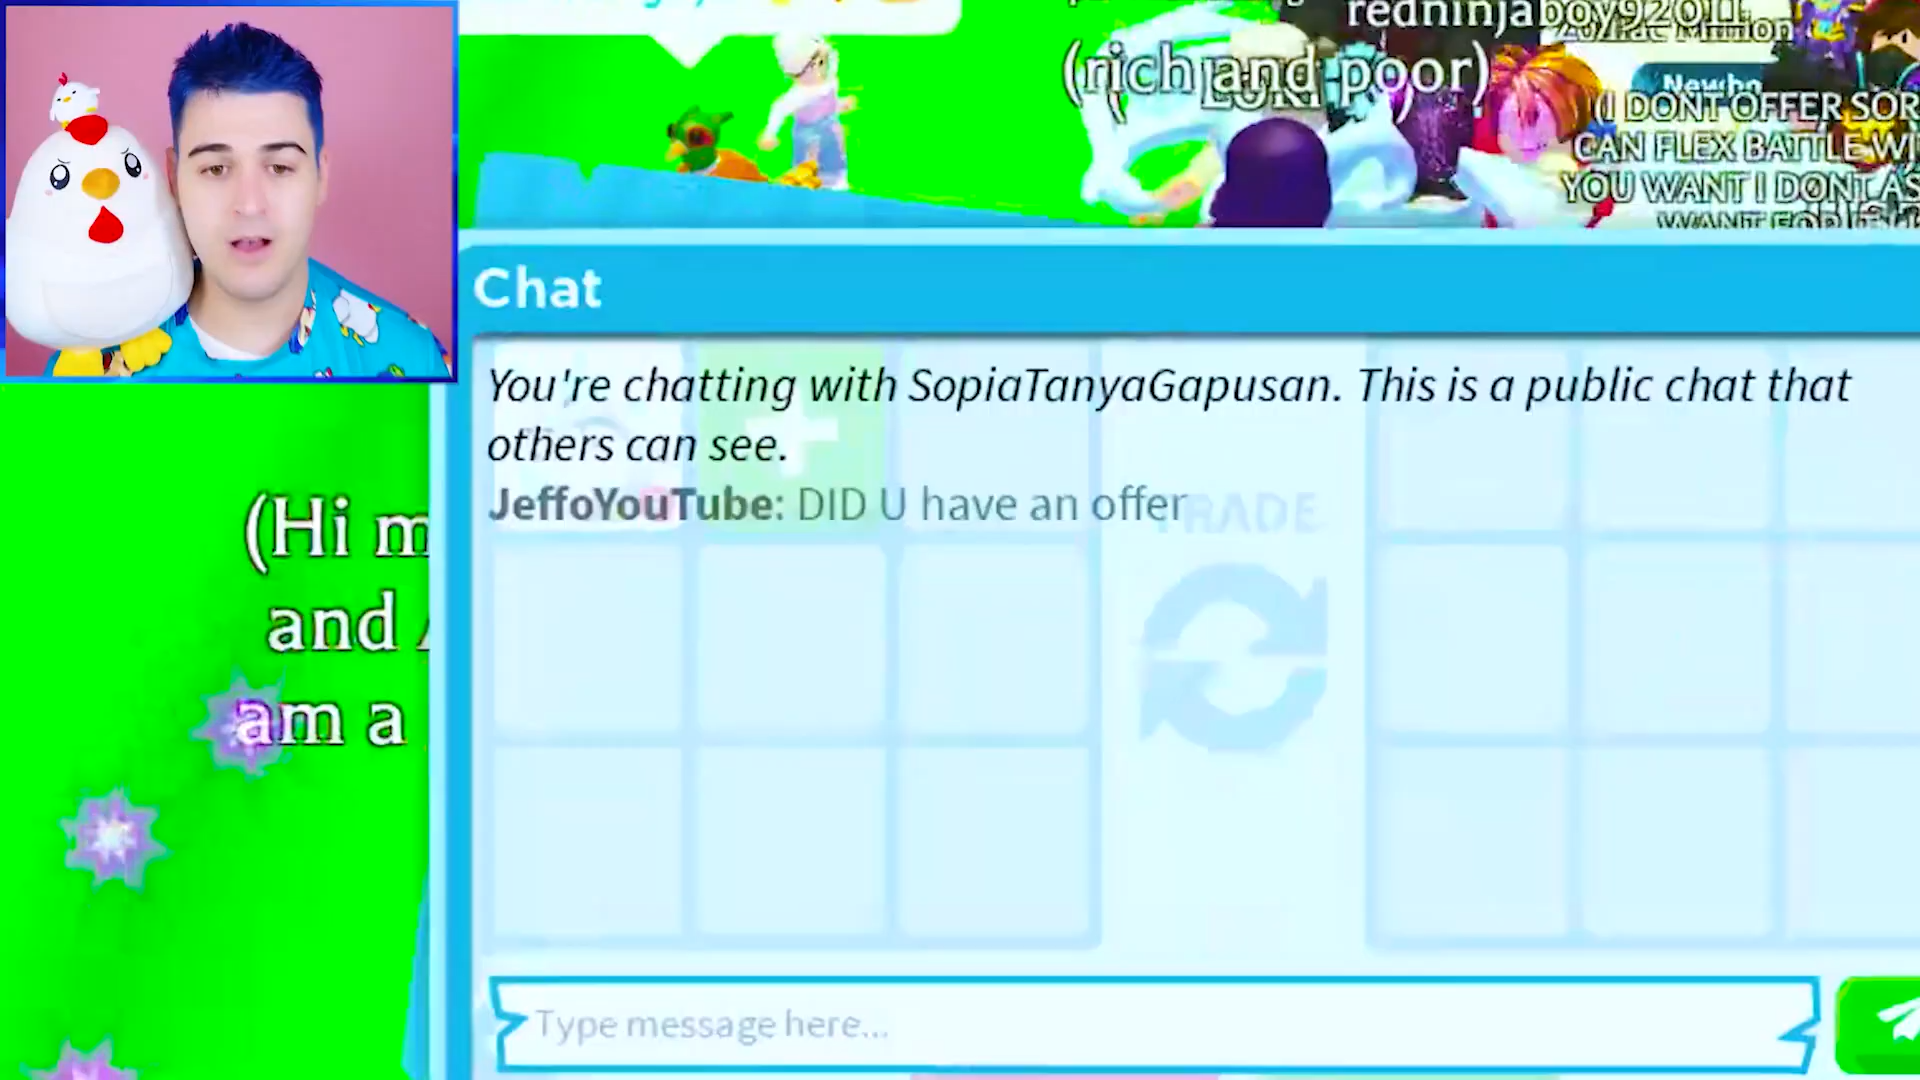 redninjaboy92011
(rich and poor)
(I DONT OFFER SOR
CAN FLEX BATTLE WI
YOU WANT I DONT AS
Chat
You're chatting with SopiaTanyaGapusan. This is a public chat that
others can see.
JeffoYouTube: DID U have an offer
TRADE
(Hi m
and
am a
Type message here...